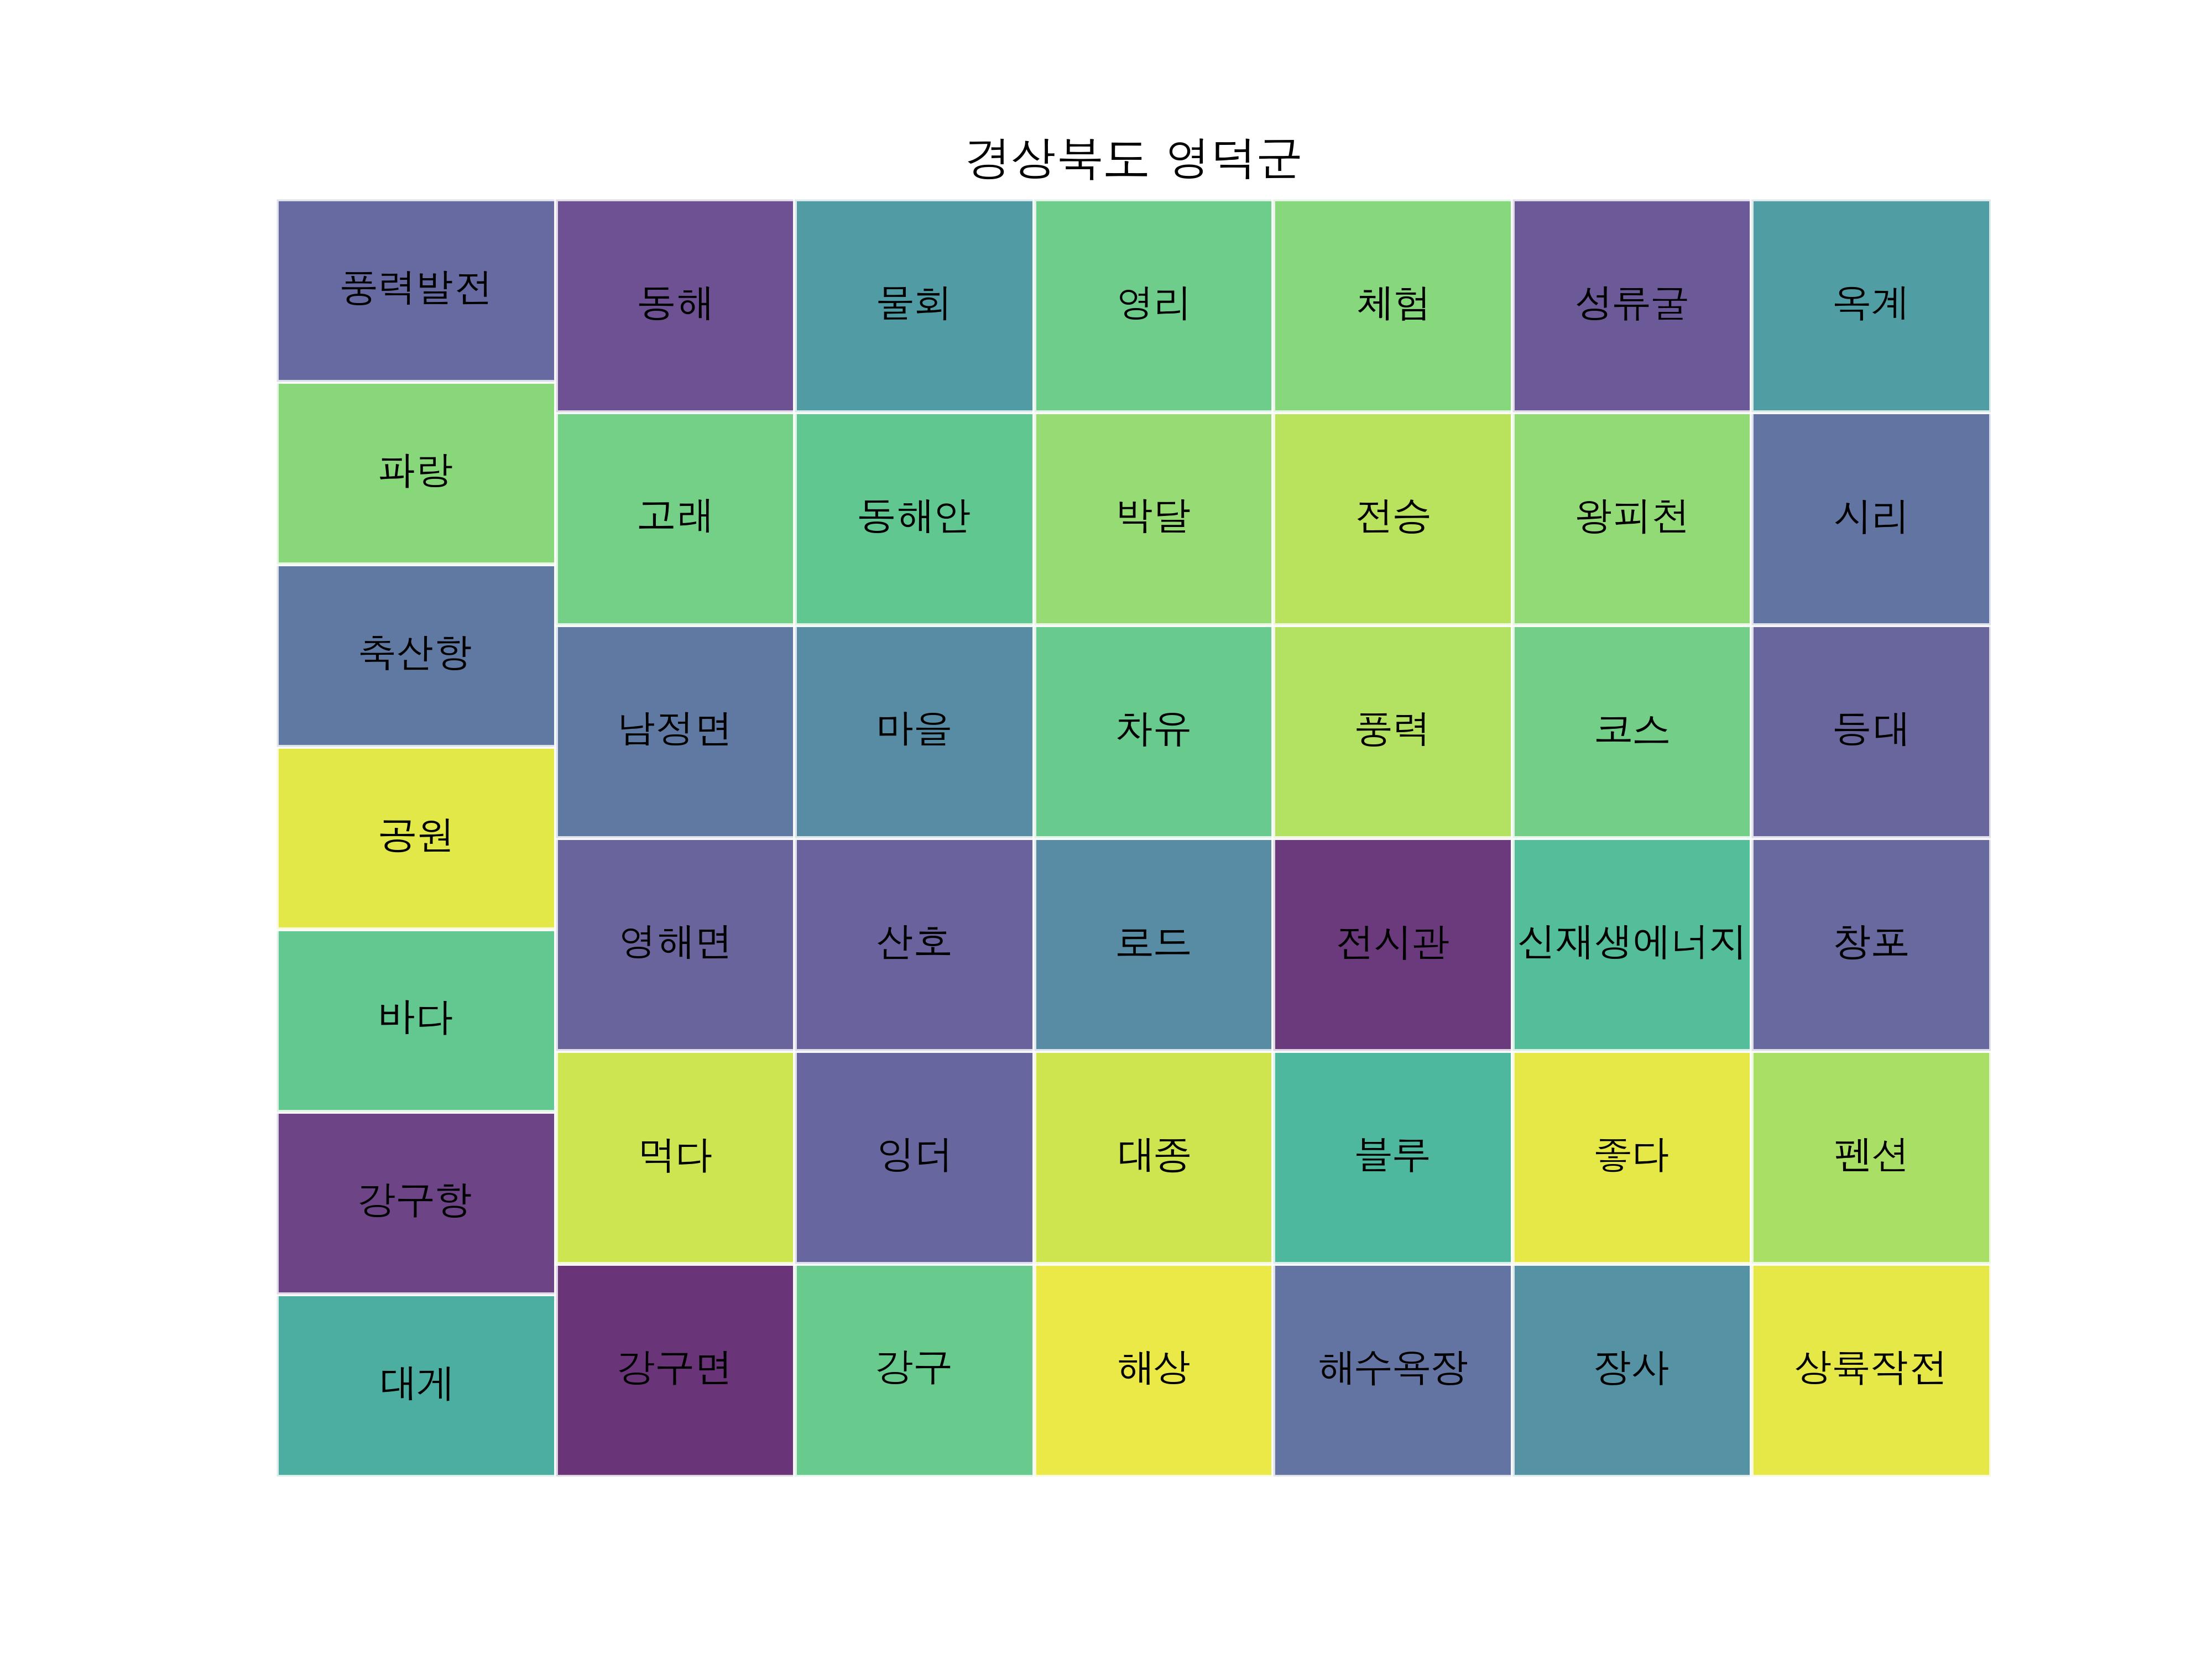 경상북도 영덕군
풍력발전
동해
물회
영리
체험
성류굴
옥계
파랑
고래
동해안
박달
전승
왕피천
시리
축산항
남정면
마을
차유
풍력
코스
등대
공원
영해면
산호
로드
전시관
신재생에너지
창포
바다
먹다
잉더
대종
블루
좋다
펜션
강구항
강구면
강구
해상
해수욕장
장사
상륙작전
대게